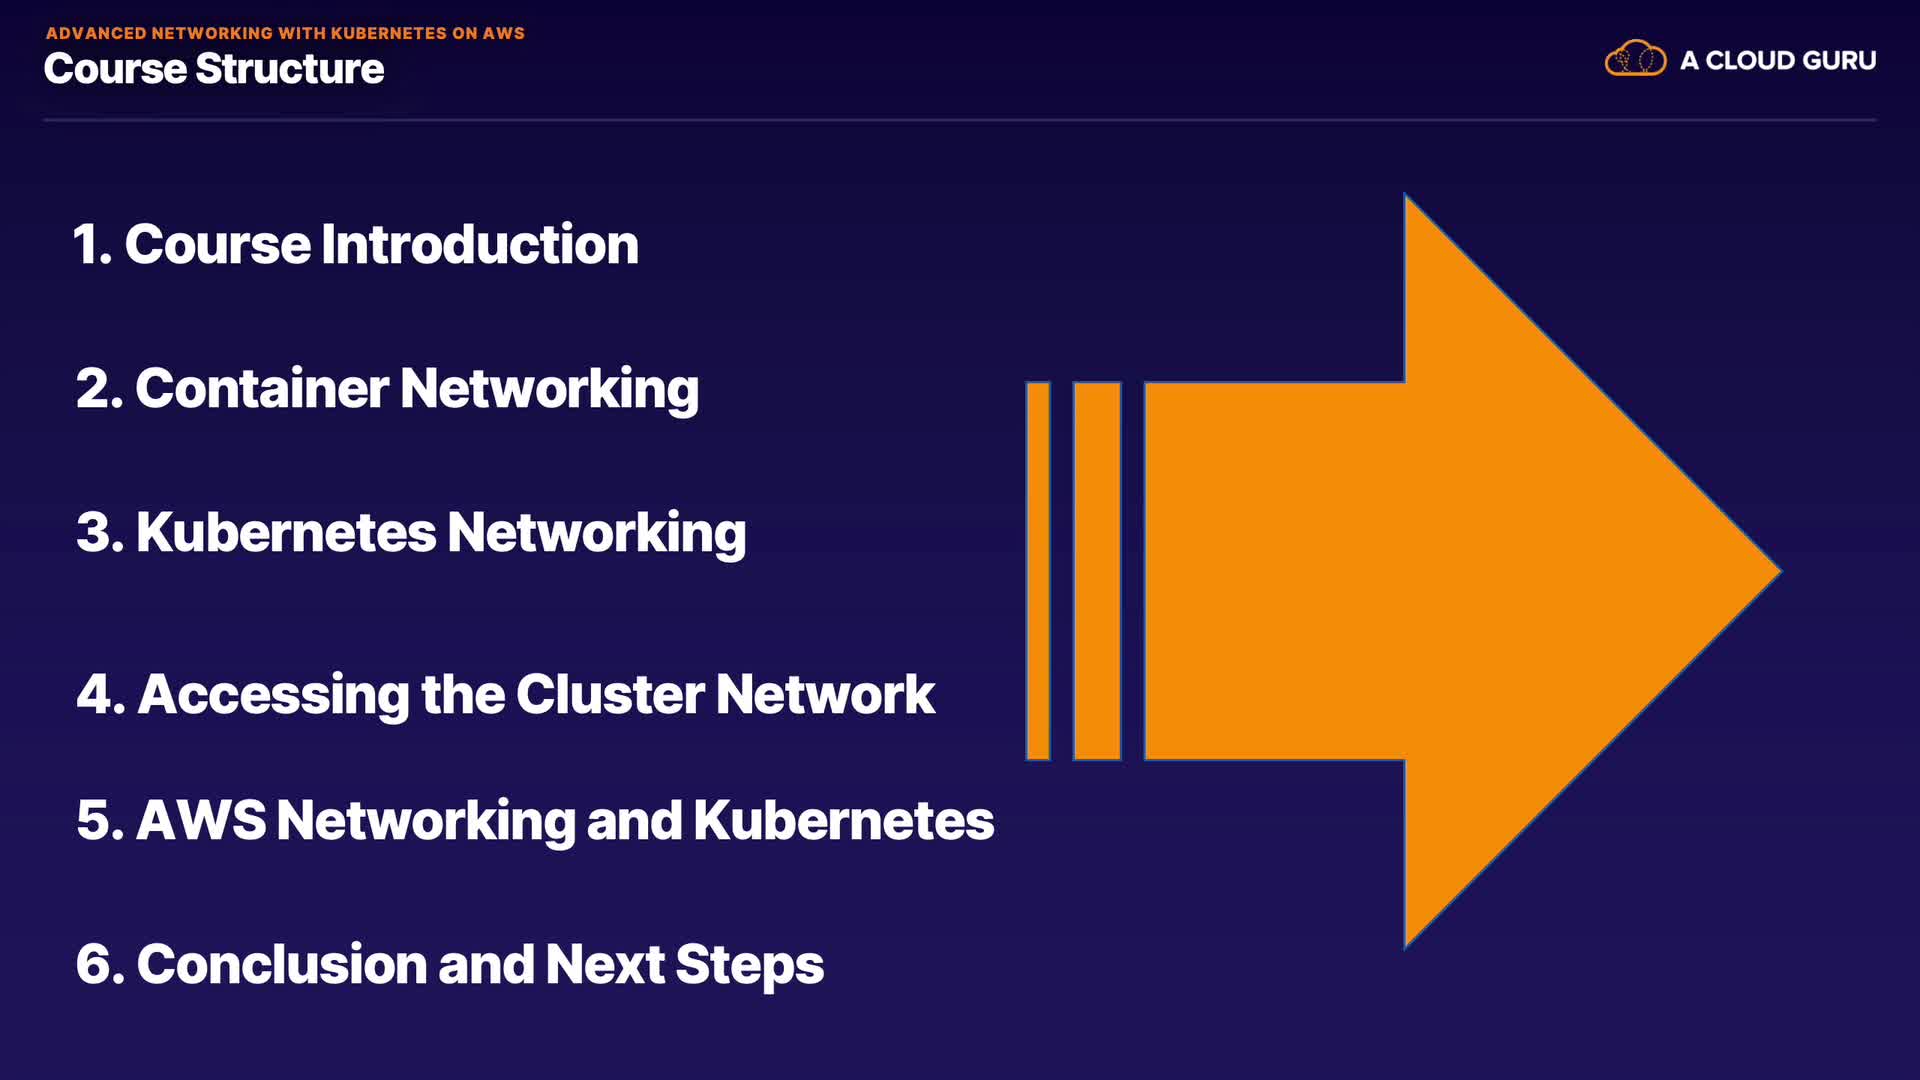 ADVANCED NETWORKING WITH KUBERNETES ON AWS
Course Structure
A CLOUD GURU
1. Course Introduction
2. Container Networking
3. Kubernetes Networking
4. Accessing the Cluster Network
5. AWS Networking and Kubernetes
6. Conclusion and Next Steps